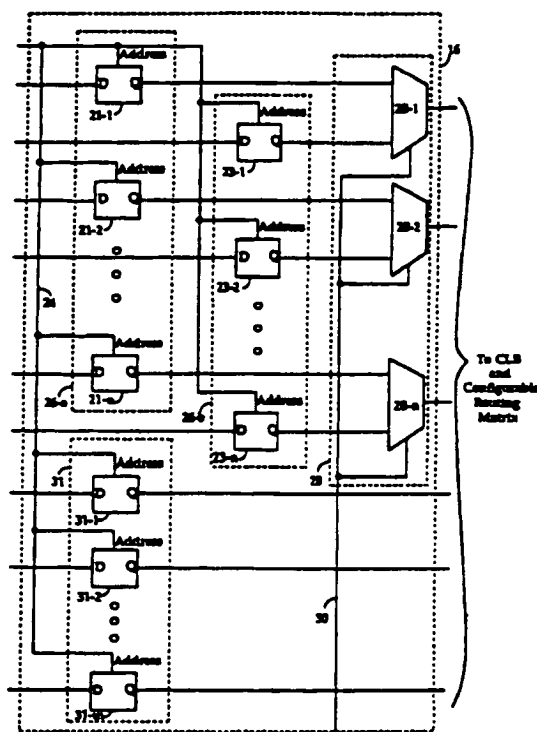 16
Address
21-1
28-1
Address
23-1
Address
21-2
28-2
Address
23-2
24
To CLB
and
Configurable
Routing
Matrix
Address
26-a
21-n
28-n
Address
26-b
23-n
28
31
Address
31-1
Address
31-2
30
Address